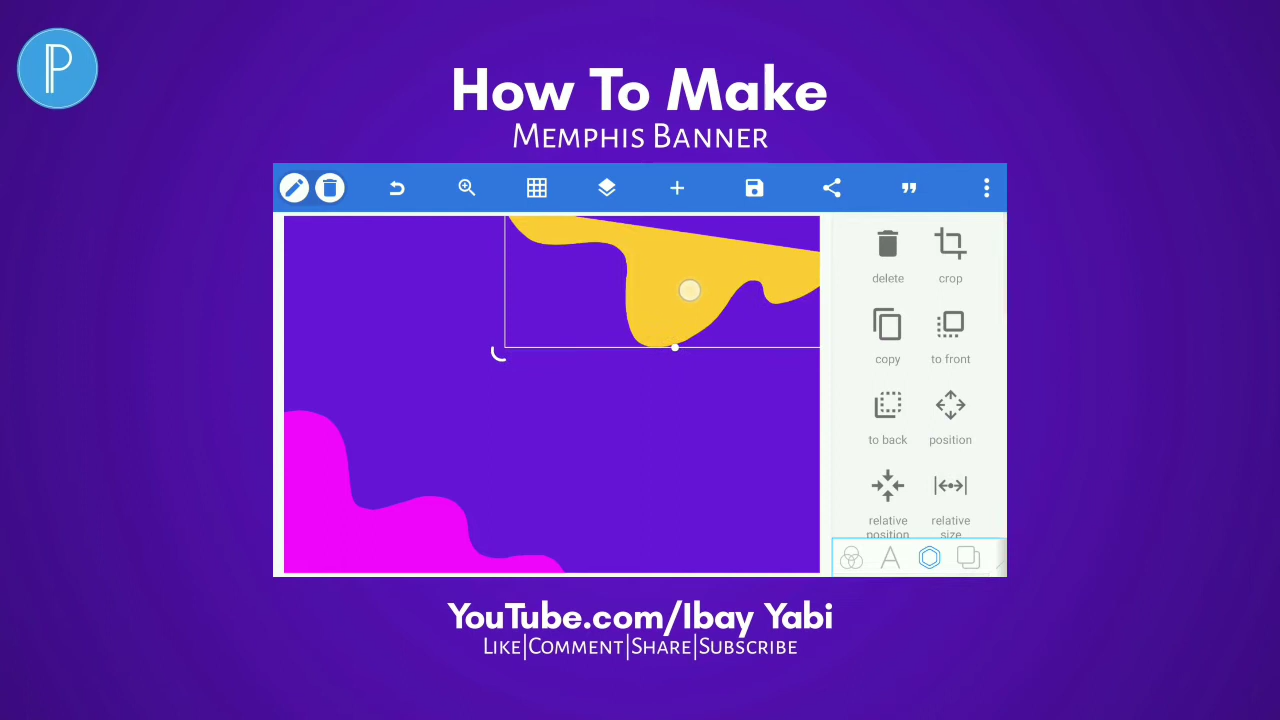 P
How To Make
Memphis Banner
delete crop
copy to front
to back position
relative position relative size
YouTube.com/Ibay Yabi
Like|Comment|Share|Subscribe